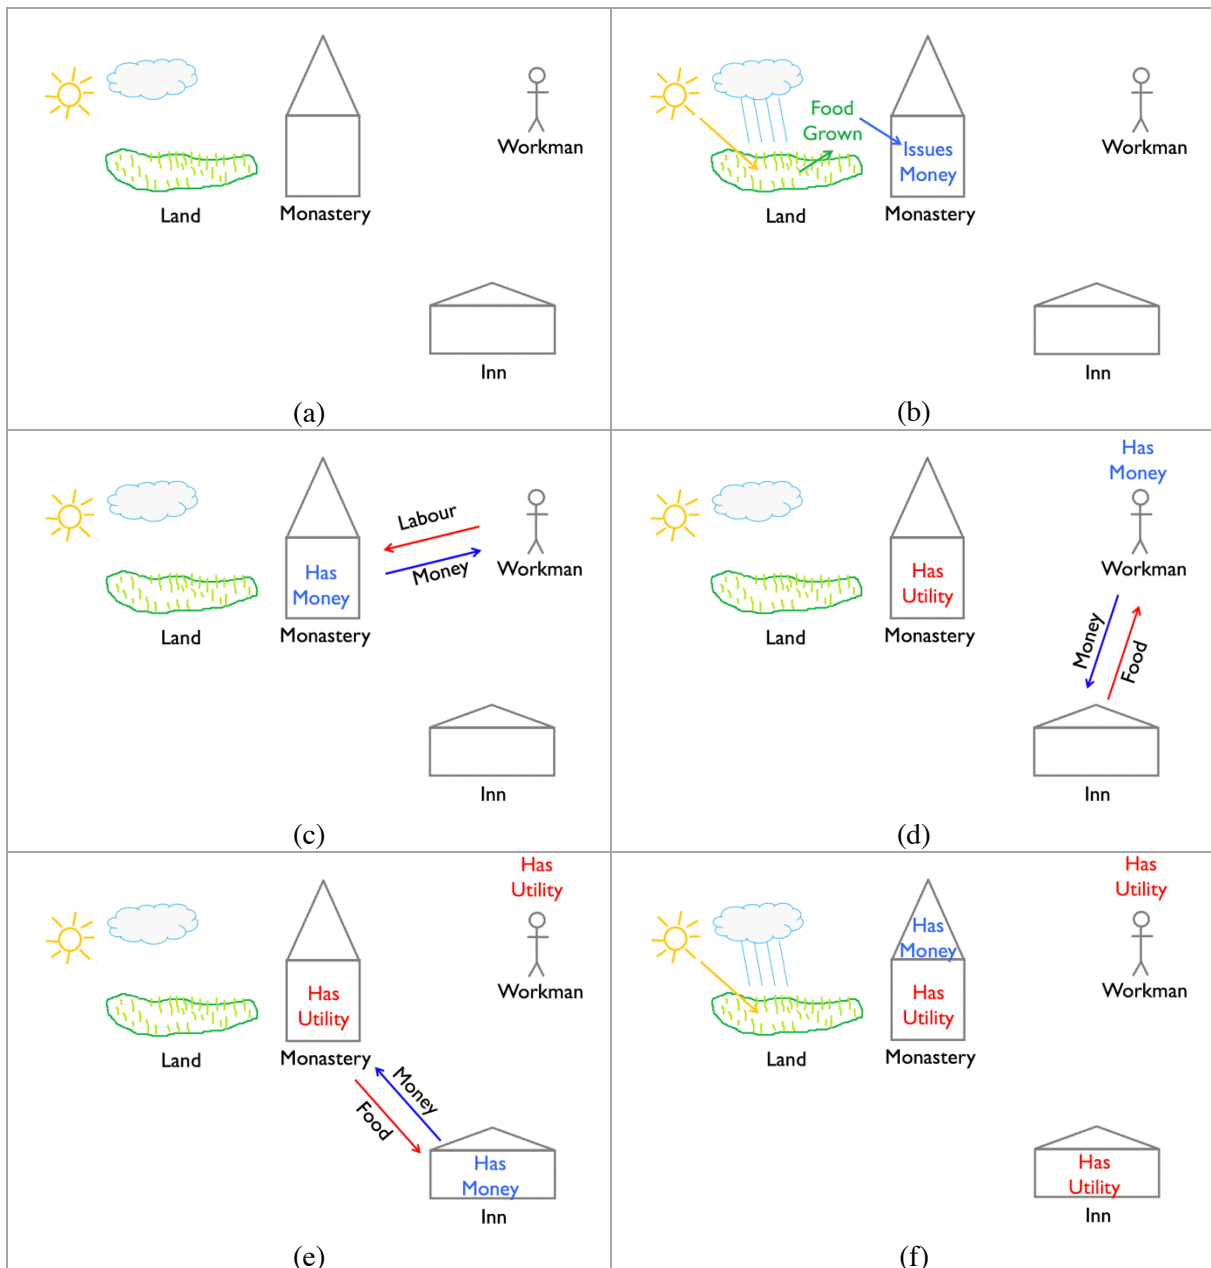 Land
Monastery
Workman
Inn
(a)
Food
Grown
Issues
Money
Land
Monastery
Workman
Inn
(b)
Labour
Money
Has
Money
Land
Monastery
Workman
Inn
(c)
Has
Money
Workman
Has
Utility
Land
Monastery
Money
Food
Inn
(d)
Has
Utility
Workman
Has
Utility
Land
Monastery
Money
Food
Has
Money
Inn
(e)
Has
Utility
Workman
Has
Money
Has
Utility
Land
Monastery
Has
Utility
Inn
(f)